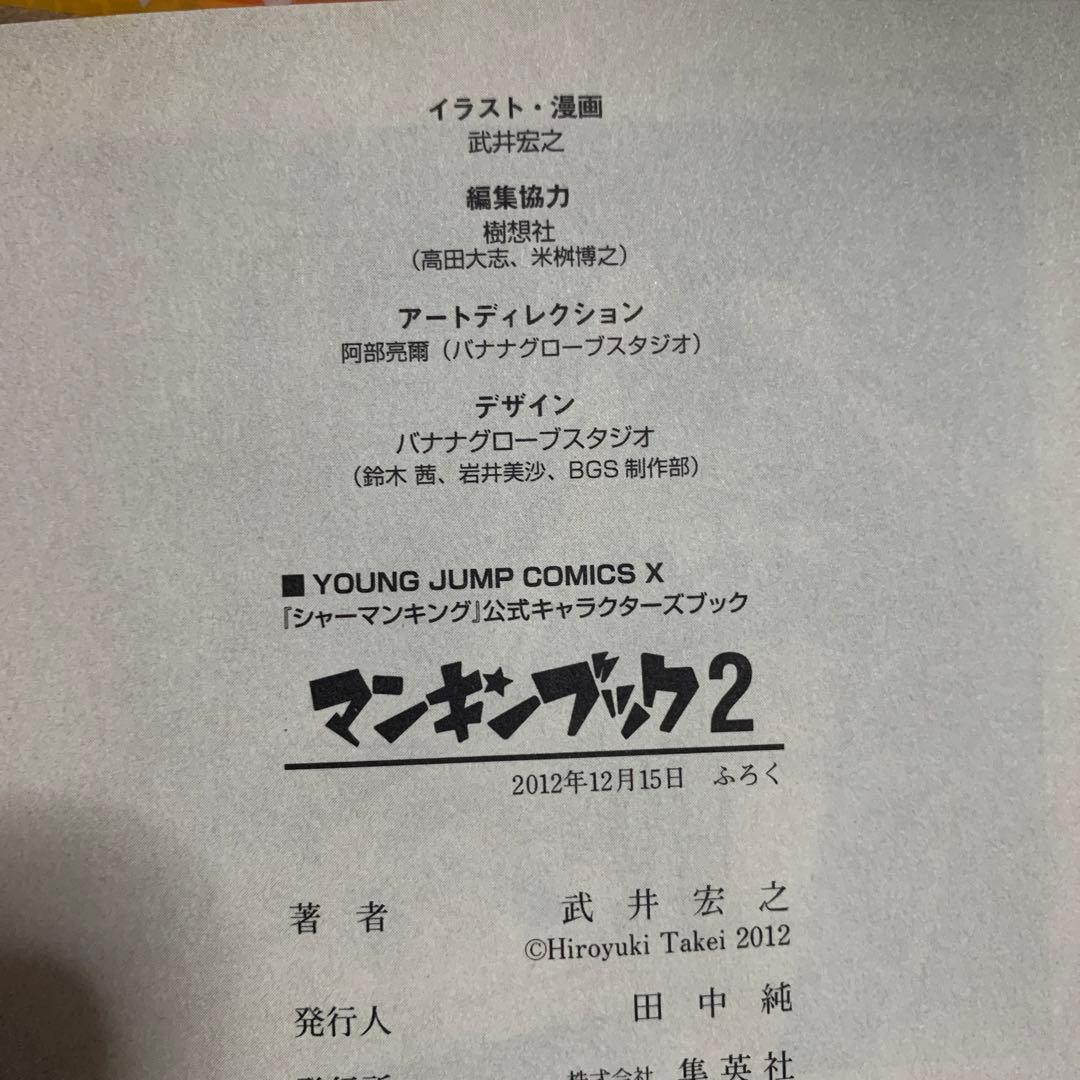 イラスト・漫画
武井宏之
編集協力
樹想社
（高田大志、米桝博之）
アートディレクション
阿部亮爾（バナナグローブスタジオ）
デザイン
バナナグローブスタジオ
（鈴木 茜、岩井美沙、BGS 制作部）
■ YOUNG JUMP COMICS X
『シャーマンキング』公式キャラクターズブック
マンキンブック2
2012年12月15日 ふろく
著者 武井宏之
©Hiroyuki Takei 2012
発行人 田中純
発行所 株式会社 集英社